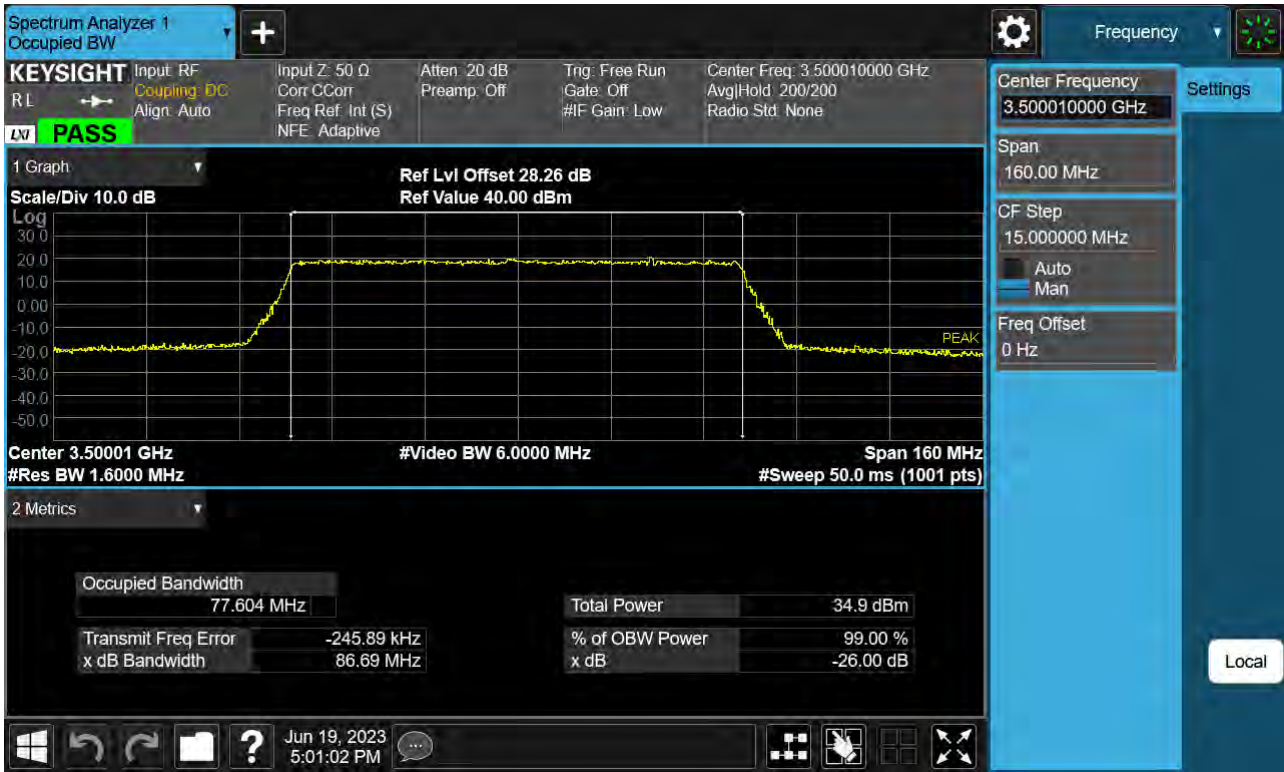 Spectrum Analyzer 1
Occupied BW
+
Frequency
KEYSIGHT
RL
LXI
PASS
Input: RF
Coupling: DC
Align: Auto
Input Z: 50 Ω
Corr CCorr
Freq Ref: Int (S)
NFE: Adaptive
Atten: 20 dB
Preamp: Off
Trig: Free Run
Gate: Off
#IF Gain: Low
Center Freq: 3.500010000 GHz
Avg|Hold: 200/200
Radio Std: None
Center Frequency
3.500010000 GHz
Settings
Span
160.00 MHz
CF Step
15.000000 MHz
Auto
Man
Freq Offset
0 Hz
Local
1 Graph
Scale/Div 10.0 dB
Ref Lvl Offset 28.26 dB
Ref Value 40.00 dBm
Log
30.0
20.0
10.0
0.00
-10.0
-20.0
-30.0
-40.0
-50.0
PEAK
Center 3.50001 GHz
#Res BW 1.6000 MHz
#Video BW 6.0000 MHz
Span 160 MHz
#Sweep 50.0 ms (1001 pts)
2 Metrics
Occupied Bandwidth
77.604 MHz
Total Power 34.9 dBm
Transmit Freq Error -245.89 kHz
% of OBW Power 99.00 %
x dB Bandwidth 86.69 MHz
x dB -26.00 dB
?
Jun 19, 2023
5:01:02 PM